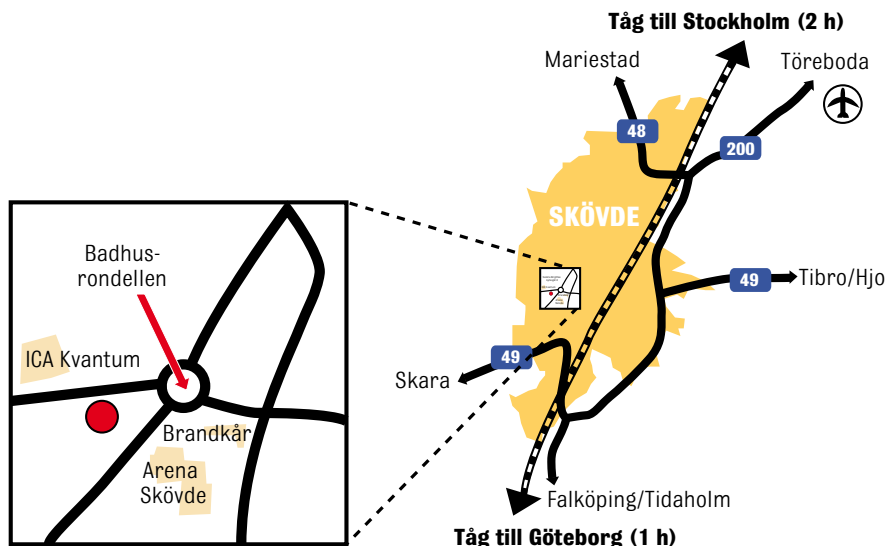 Tåg till Stockholm (2 h)
Mariestad
Töreboda
48
200
SKÖVDE
Badhus-
rondellen
49
Tibro/Hjo
ICA Kvantum
49
Skara
Brandkår
Arena
Skövde
Falköping/Tidaholm
Tåg till Göteborg (1 h)